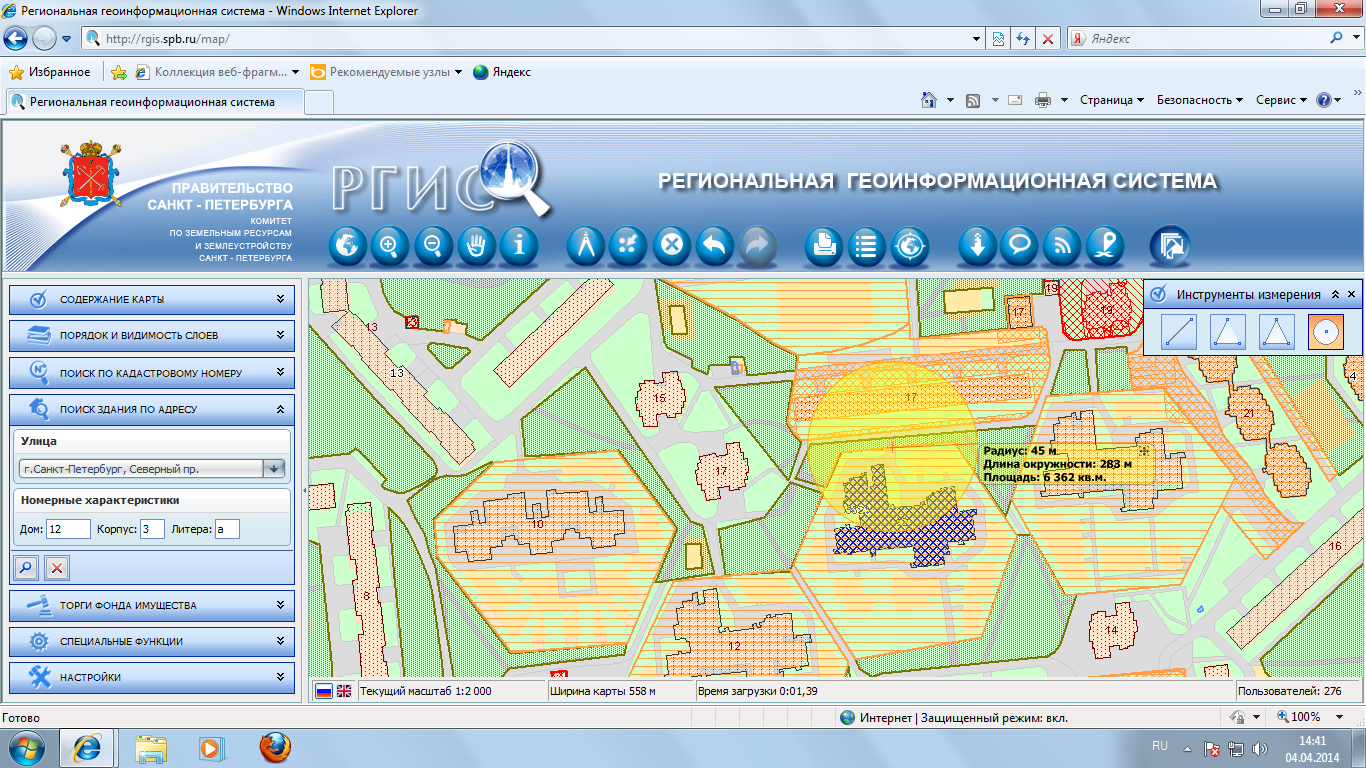 Региональная геоинформационная система - Windows Internet Explorer
http://rgis.spb.ru/map/
Яндекс
Избранное
Коллекция веб-фрагм...
Рекомендуемые узлы
Яндекс
Региональная геоинформационная система
Страница
Безопасность
Сервис
ПРАВИТЕЛЬСТВО
САНКТ - ПЕТЕРБУРГА
КОМИТЕТ
ПО ЗЕМЕЛЬНЫМ РЕСУРСАМ
И ЗЕМЛЕУСТРОЙСТВУ
САНКТ - ПЕТЕРБУРГА
РГИС
РЕГИОНАЛЬНАЯ ГЕОИНФОРМАЦИОННАЯ СИСТЕМА
СОДЕРЖАНИЕ КАРТЫ
ПОРЯДОК И ВИДИМОСТЬ СЛОЕВ
ПОИСК ПО КАДАСТРОВОМУ НОМЕРУ
ПОИСК ЗДАНИЯ ПО АДРЕСУ
Улица
г.Санкт-Петербург, Северный пр.
Номерные характеристики
Дом: 12 Корпус: 3 Литера: а
ТОРГИ ФОНДА ИМУЩЕСТВА
СПЕЦИАЛЬНЫЕ ФУНКЦИИ
НАСТРОЙКИ
Инструменты измерения
19
17
19
13
13
15
17
4
21
17
10
16
8
12
14
Радиус: 45 м
Длина окружности: 283 м
Площадь: 6 362 кв.м.
Текущий масштаб 1:2 000
Ширина карты 558 м
Время загрузки 0:01,39
Пользователей: 276
Готово
Интернет | Защищенный режим: вкл.
100%
RU
14:41
04.04.2014